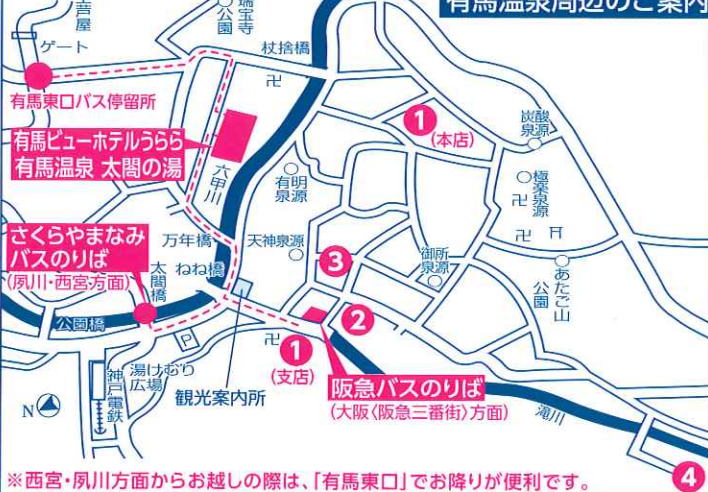 有馬温泉周辺のご案内
芦屋
ゲート
瑞宝寺
公園
杖捨橋
卍
有馬東口バス停留所
有馬ビューホテルうらら
有馬温泉 太閤の湯
六甲川
有明
泉源
1
(本店)
炭酸
泉源
極楽泉源
卍
卍
あたご山
公園
さくらやまなみ
バスのりば
(夙川・西宮方面)
万年橋
ねね橋
太閤橋
天神泉源
3
御所
泉源
2
公園橋
P
卍
1
(支店)
湯けむり
広場
観光案内所
神戸電鉄
N
阪急バスのりば
(大阪〈阪急三番街〉方面)
滝川
4
※西宮・夙川方面からお越しの際は、「有馬東口」でお降りが便利です。